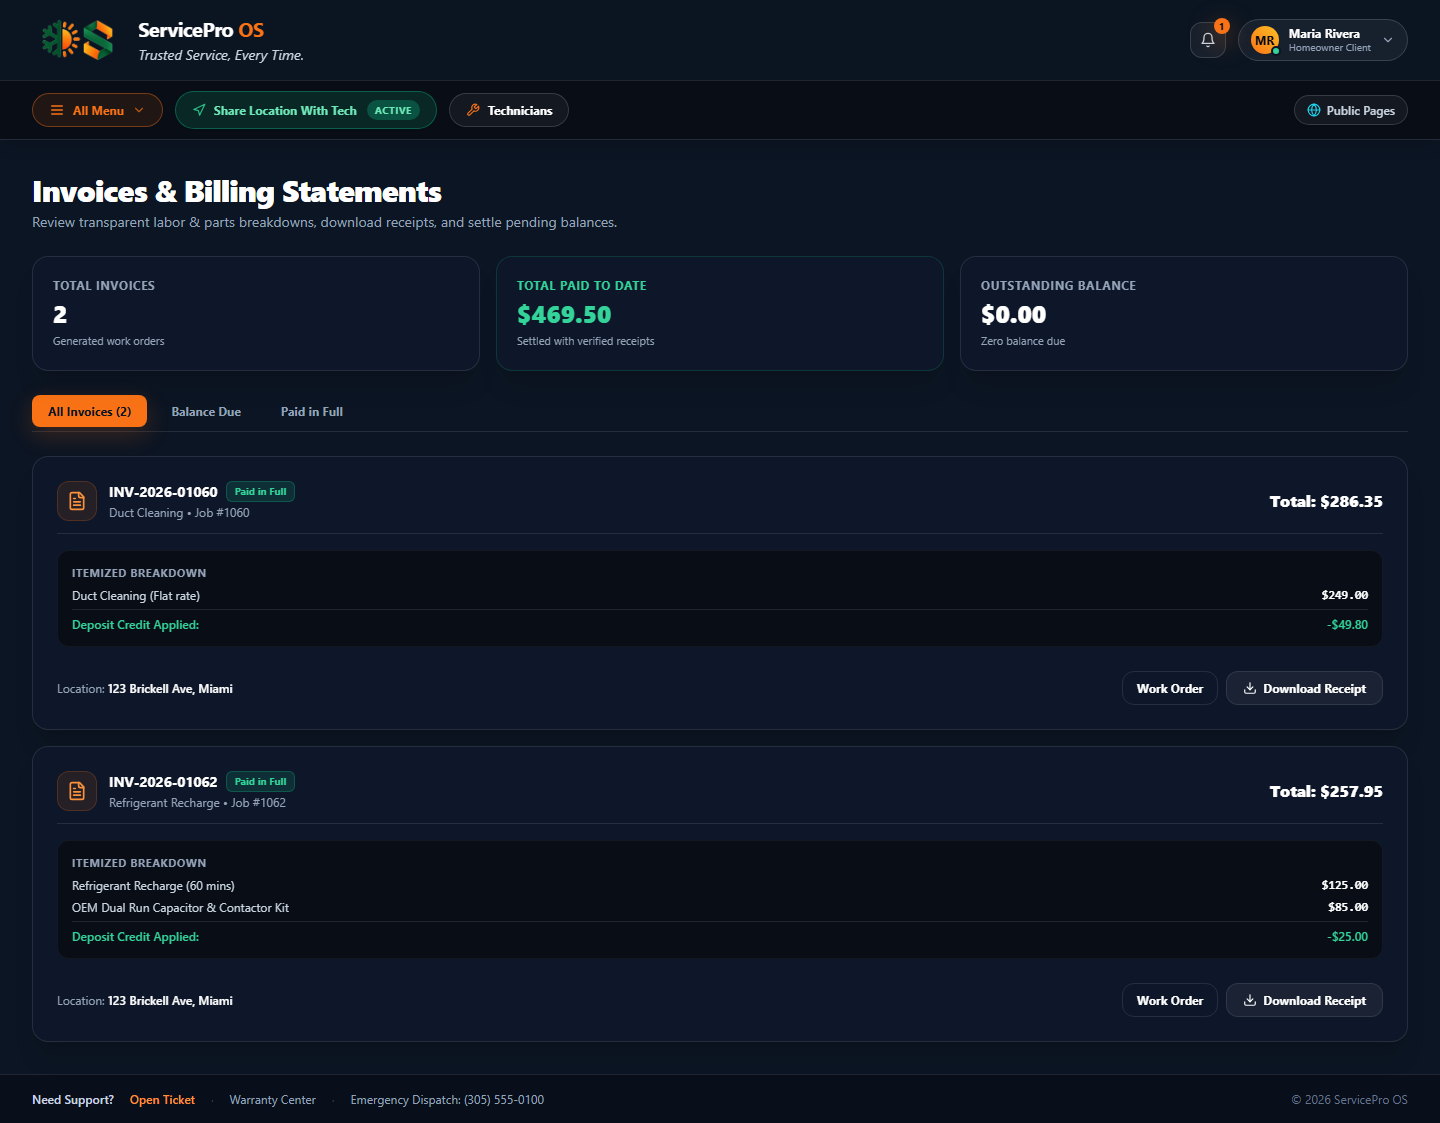 ServicePro OS
Trusted Service, Every Time.
1
MR
Maria Rivera
Homeowner Client
All Menu
Share Location With Tech ACTIVE
Technicians
Public Pages
Invoices & Billing Statements
Review transparent labor & parts breakdowns, download receipts, and settle pending balances.
TOTAL INVOICES
2
Generated work orders
TOTAL PAID TO DATE
$469.50
Settled with verified receipts
OUTSTANDING BALANCE
$0.00
Zero balance due
All Invoices (2)
Balance Due
Paid in Full
INV-2026-01060 Paid in Full
Duct Cleaning • Job #1060
Total: $286.35
ITEMIZED BREAKDOWN
Duct Cleaning (Flat rate) $249.00
Deposit Credit Applied: -$49.80
Location: 123 Brickell Ave, Miami
Work Order
Download Receipt
INV-2026-01062 Paid in Full
Refrigerant Recharge • Job #1062
Total: $257.95
ITEMIZED BREAKDOWN
Refrigerant Recharge (60 mins) $125.00
OEM Dual Run Capacitor & Contactor Kit $85.00
Deposit Credit Applied: -$25.00
Location: 123 Brickell Ave, Miami
Work Order
Download Receipt
Need Support? Open Ticket · Warranty Center · Emergency Dispatch: (305) 555-0100
© 2026 ServicePro OS